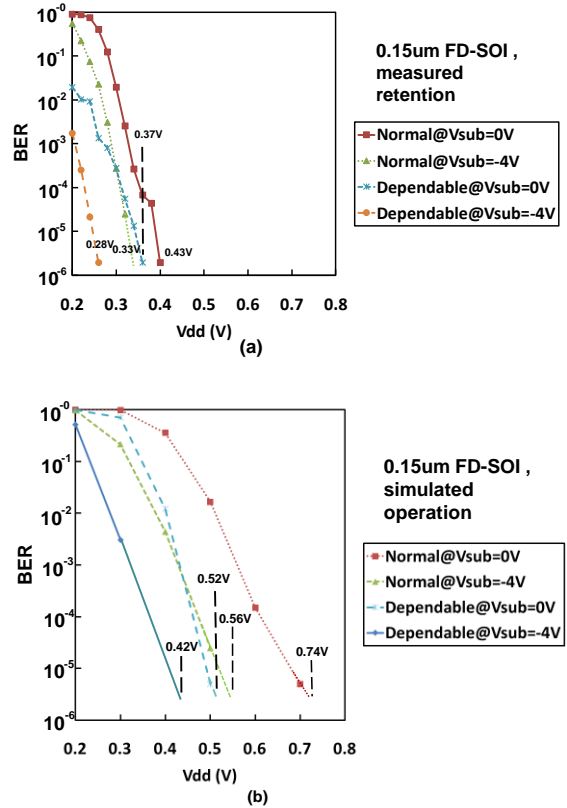 10-0
10-1
10-2
10-3
10-4
10-5
10-6
BER
0.37V
0.28V
0.33V
0.43V
0.2 0.3 0.4 0.5 0.6 0.7 0.8
Vdd (V)
(a)
0.15um FD-SOI ,
measured
retention
Normal@Vsub=0V
Normal@Vsub=-4V
Dependable@Vsub=0V
Dependable@Vsub=-4V
10-0
10-1
10-2
10-3
10-4
10-5
10-6
BER
0.52V
0.56V
0.42V
0.74V
0.2 0.3 0.4 0.5 0.6 0.7 0.8
Vdd (V)
(b)
0.15um FD-SOI ,
simulated
operation
Normal@Vsub=0V
Normal@Vsub=-4V
Dependable@Vsub=0V
Dependable@Vsub=-4V